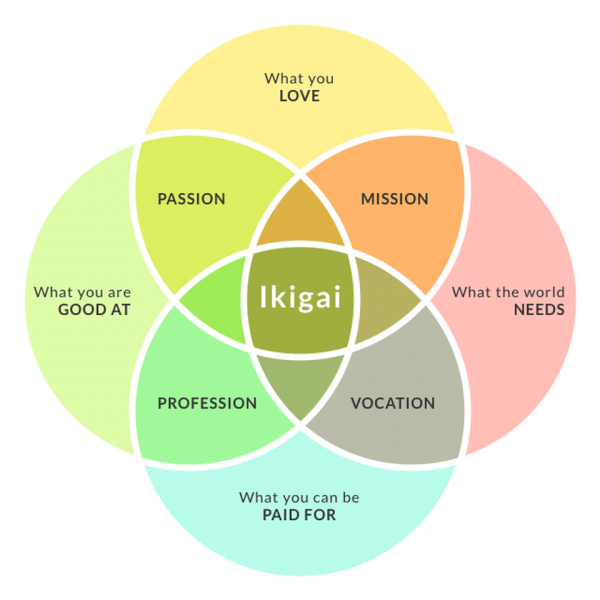 What you
LOVE
PASSION
MISSION
What you are
GOOD AT
Ikigai
What the world
NEEDS
PROFESSION
VOCATION
What you can be
PAID FOR